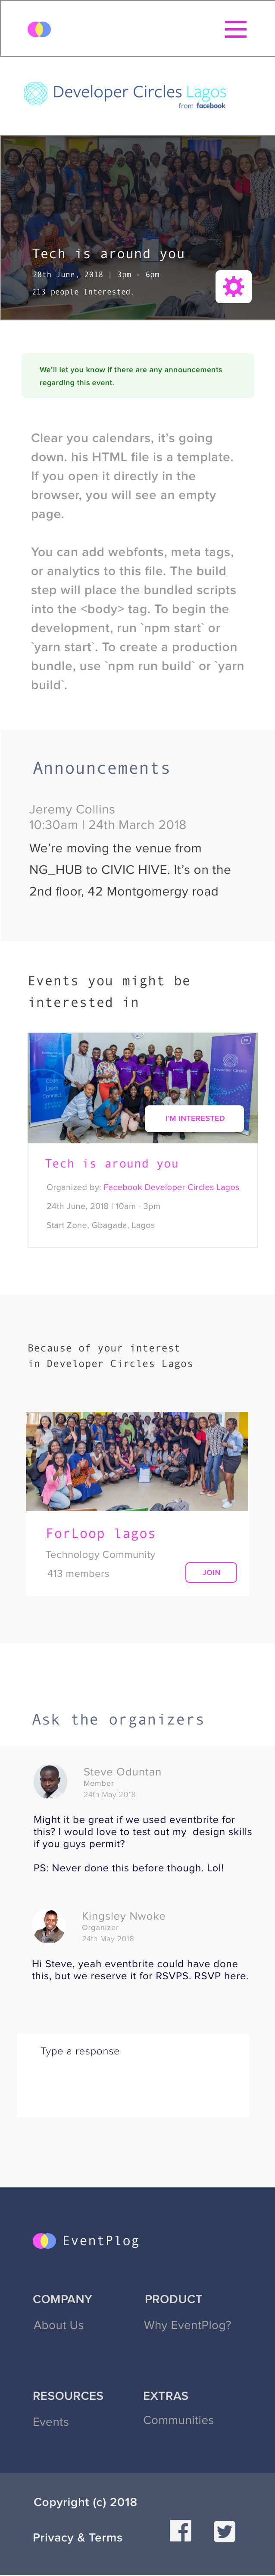 Developer Circles Lagos
from facebook
Tech is around you
28th June, 2018 | 3pm - 6pm
213 people Interested.
We'll let you know if there are any announcements
regarding this event.
Clear you calendars, it's going
down. his HTML file is a template.
If you open it directly in the
browser, you will see an empty
page.
You can add webfonts, meta tags,
or analytics to this file. The build
step will place the bundled scripts
into the <body> tag. To begin the
development, run `npm start` or
`yarn start`. To create a production
bundle, use `npm run build` or `yarn
build`.
Announcements
Jeremy Collins
10:30am | 24th March 2018
We're moving the venue from
NG_HUB to CIVIC HIVE. It's on the
2nd floor, 42 Montgomergy road
Events you might be
interested in
Developer Circles
Code
Learn
Connect
I'M INTERESTED
Tech is around you
Organized by: Facebook Developer Circles Lagos
24th June, 2018 | 10am - 3pm
Start Zone, Gbagada, Lagos
Because of your interest
in Developer Circles Lagos
ForLoop lagos
Technology Community
413 members
JOIN
Ask the organizers
Steve Oduntan
Member
24th May 2018
Might it be great if we used eventbrite for
this? I would love to test out my design skills
if you guys permit?
PS: Never done this before though. Lol!
Kingsley Nwoke
Organizer
24th May 2018
Hi Steve, yeah eventbrite could have done
this, but we reserve it for RSVPS. RSVP here.
Type a response
EventPlog
COMPANY
PRODUCT
About Us
Why EventPlog?
RESOURCES
EXTRAS
Events
Communities
Copyright (c) 2018
Privacy & Terms